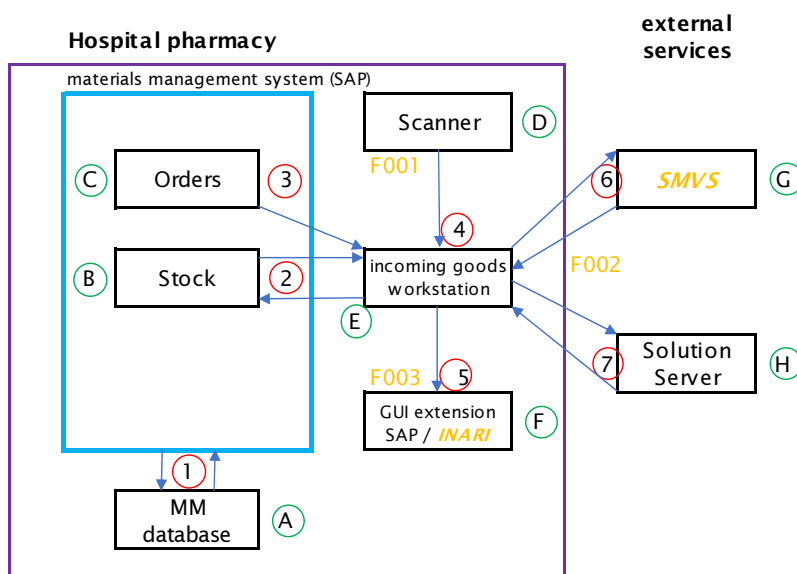 Hospital pharmacy
external
services
materials management system (SAP)
Scanner
D
F001
C
Orders
3
6
SMVS
G
4
B
Stock
2
incoming goods
workstation
F002
E
7
Solution
Server
H
F003
5
GUI extension
SAP / INARI
F
1
MM
database
A